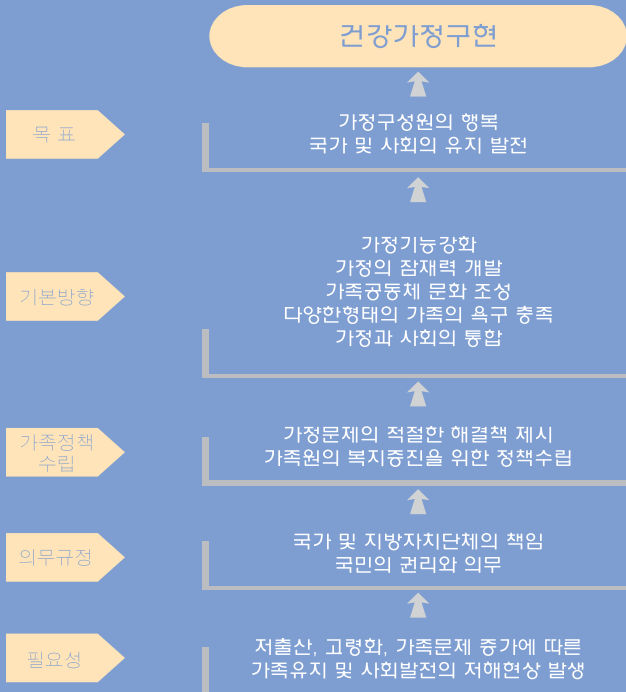 건강가정구현
목 표
가정구성원의 행복
국가 및 사회의 유지 발전
기본방향
가정기능강화
가정의 잠재력 개발
가족공동체 문화 조성
다양한형태의 가족의 욕구 충족
가정과 사회의 통합
가족정책
수립
가정문제의 적절한 해결책 제시
가족원의 복지증진을 위한 정책수립
의무규정
국가 및 지방자치단체의 책임
국민의 권리와 의무
필요성
저출산, 고령화, 가족문제 증가에 따른
가족유지 및 사회발전의 저해현상 발생